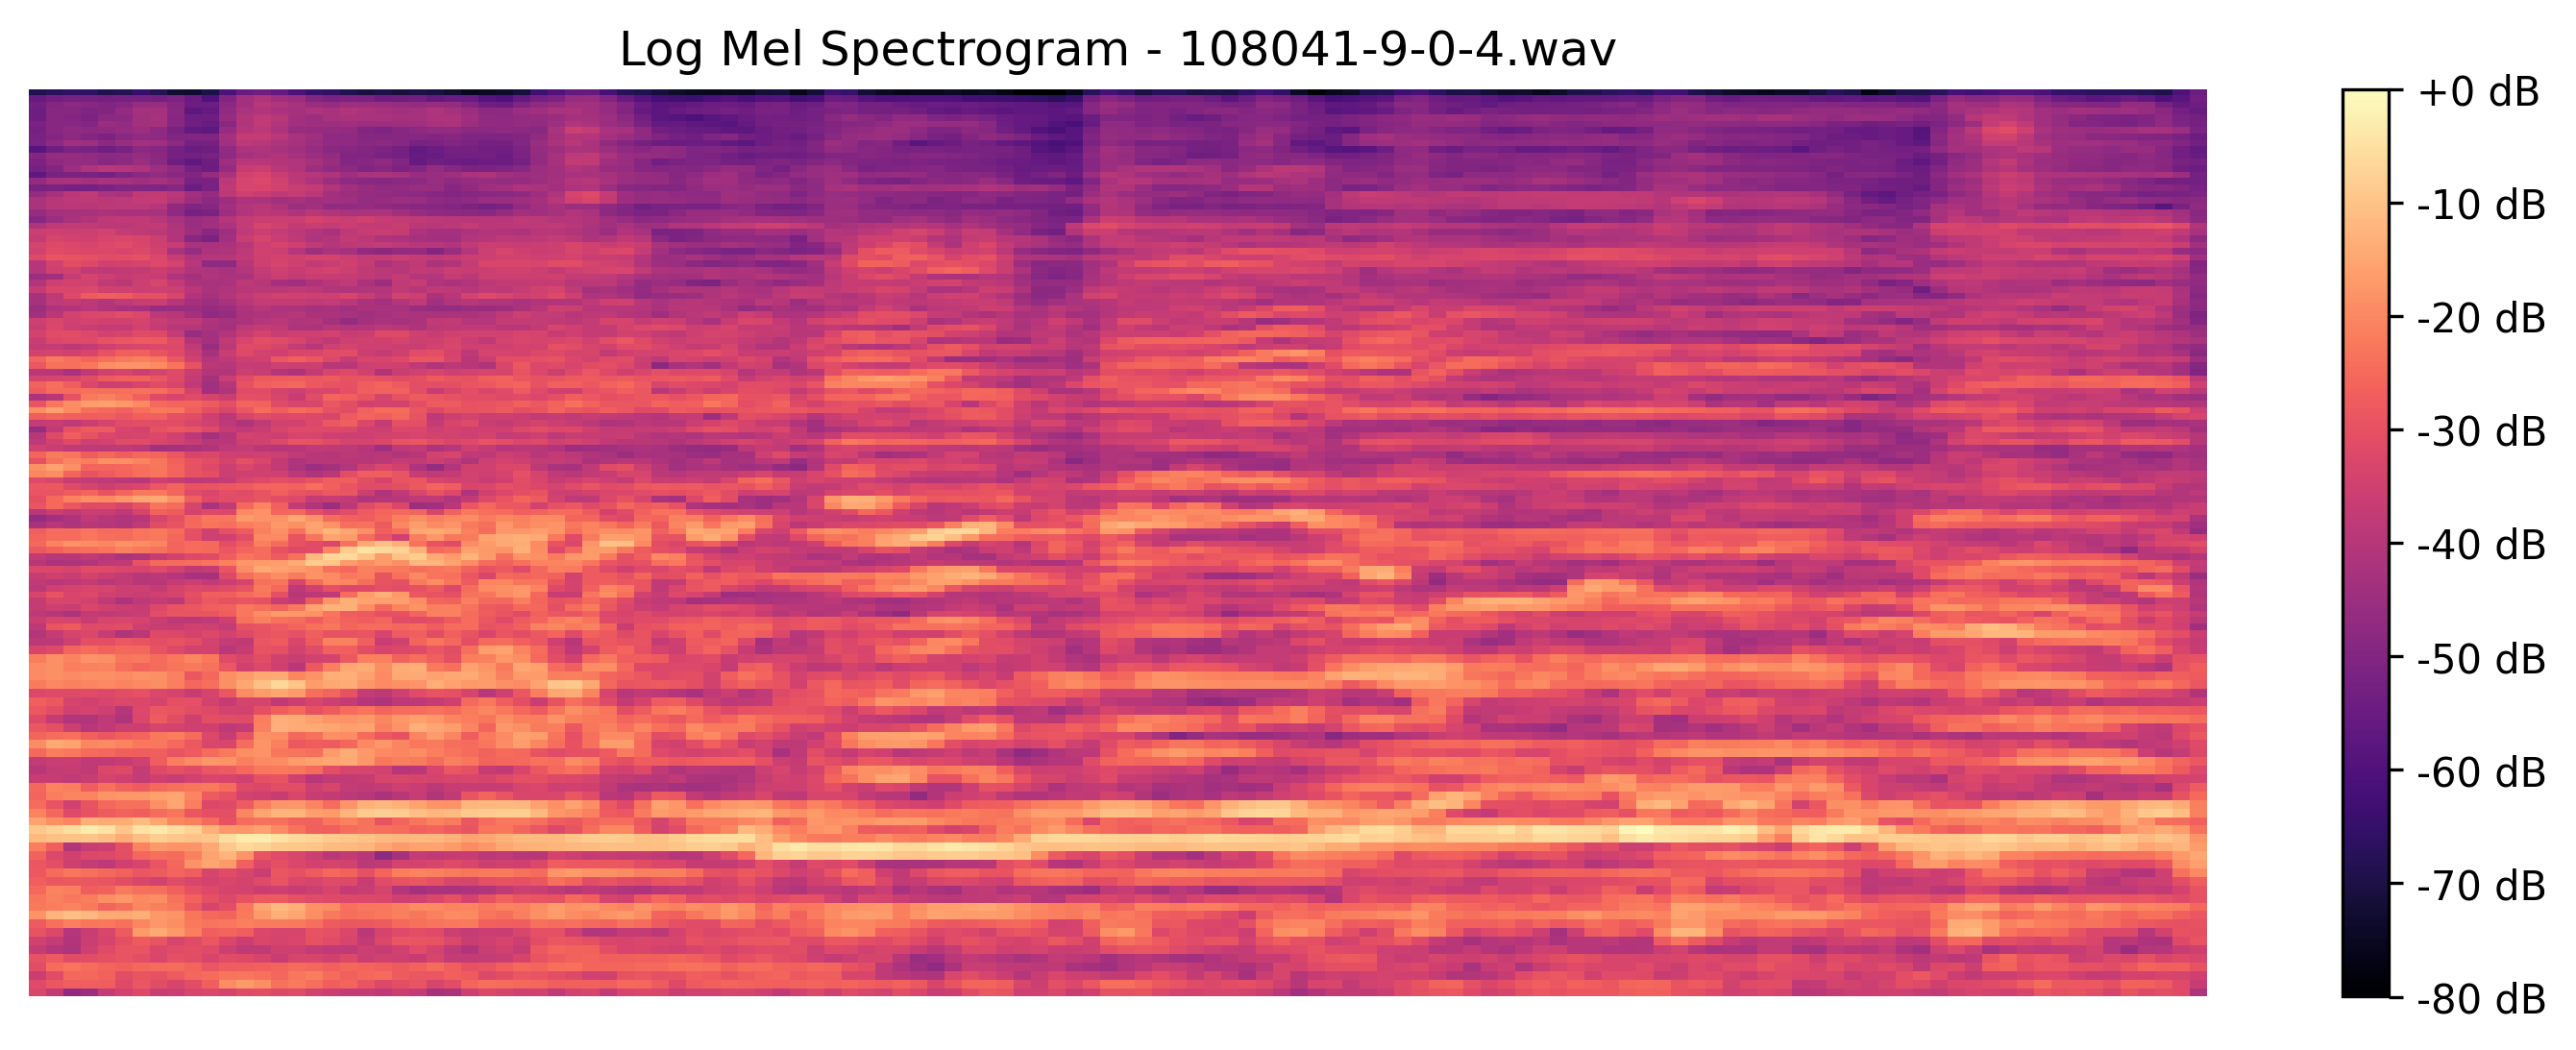 Log Mel Spectrogram - 108041-9-0-4.wav
+0 dB
-10 dB
-20 dB
-30 dB
-40 dB
-50 dB
-60 dB
-70 dB
-80 dB